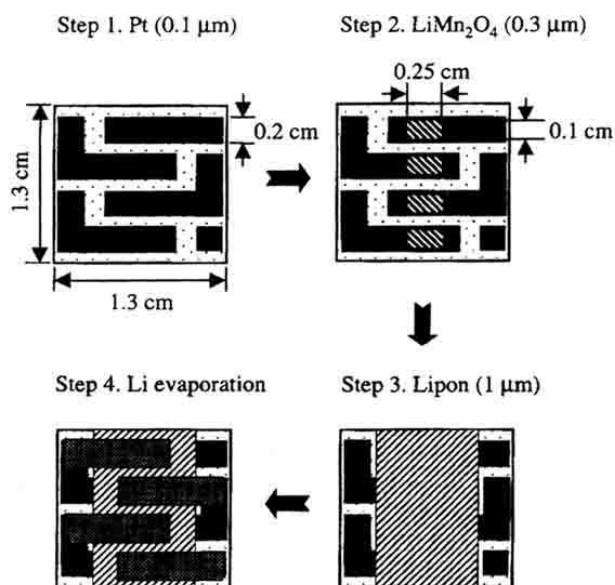 Step 1. Pt (0.1 μm)
Step 2. LiMn₂O₄ (0.3 μm)
0.25 cm
0.2 cm
0.1 cm
1.3 cm
1.3 cm
Step 4. Li evaporation
Step 3. Lipon (1 μm)